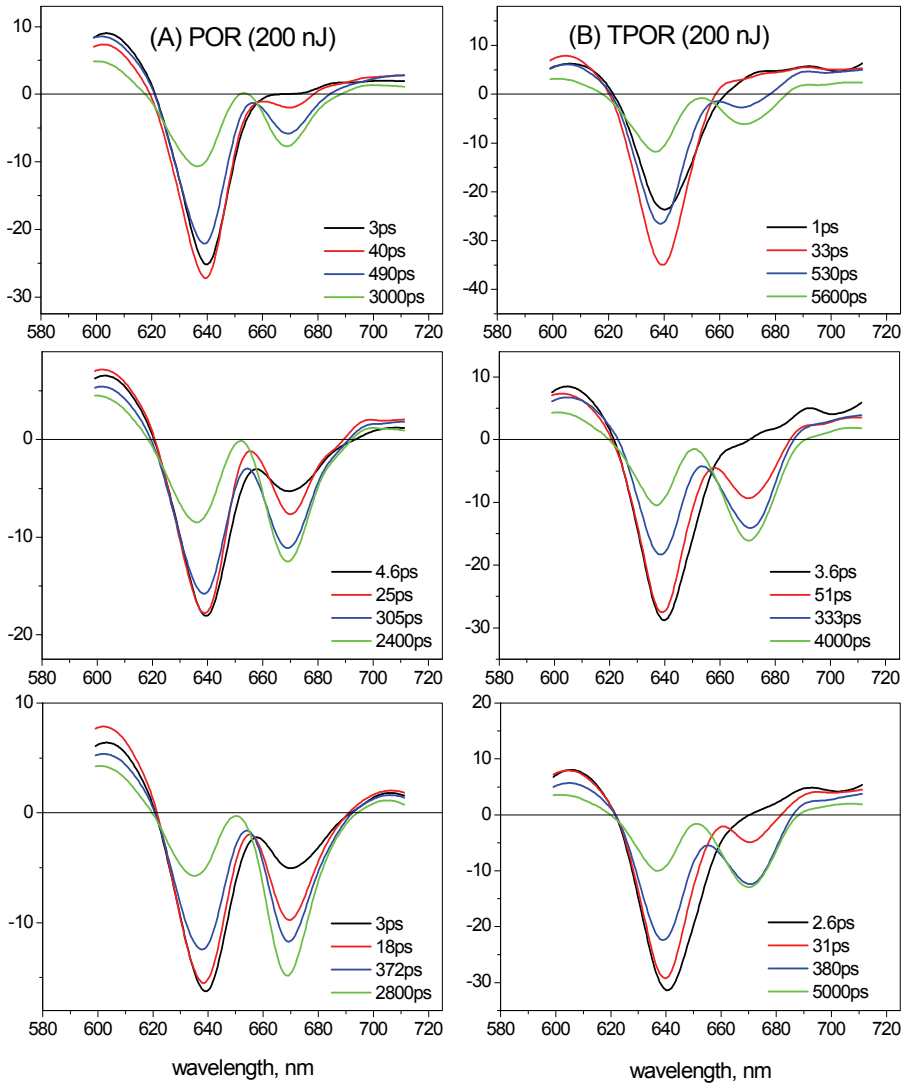 (A) POR (200 nJ)
10
0
-10
-20
-30
3ps
40ps
490ps
3000ps
580 600 620 640 660 680 700 720
(B) TPOR (200 nJ)
10
0
-10
-20
-30
-40
1ps
33ps
530ps
5600ps
580 600 620 640 660 680 700 720
0
-10
-20
4.6ps
25ps
305ps
2400ps
580 600 620 640 660 680 700 720
10
0
-10
-20
-30
3.6ps
51ps
333ps
4000ps
580 600 620 640 660 680 700 720
10
0
-10
3ps
18ps
372ps
2800ps
580 600 620 640 660 680 700 720
wavelength, nm
20
10
0
-10
-20
-30
2.6ps
31ps
380ps
5000ps
580 600 620 640 660 680 700 720
wavelength, nm